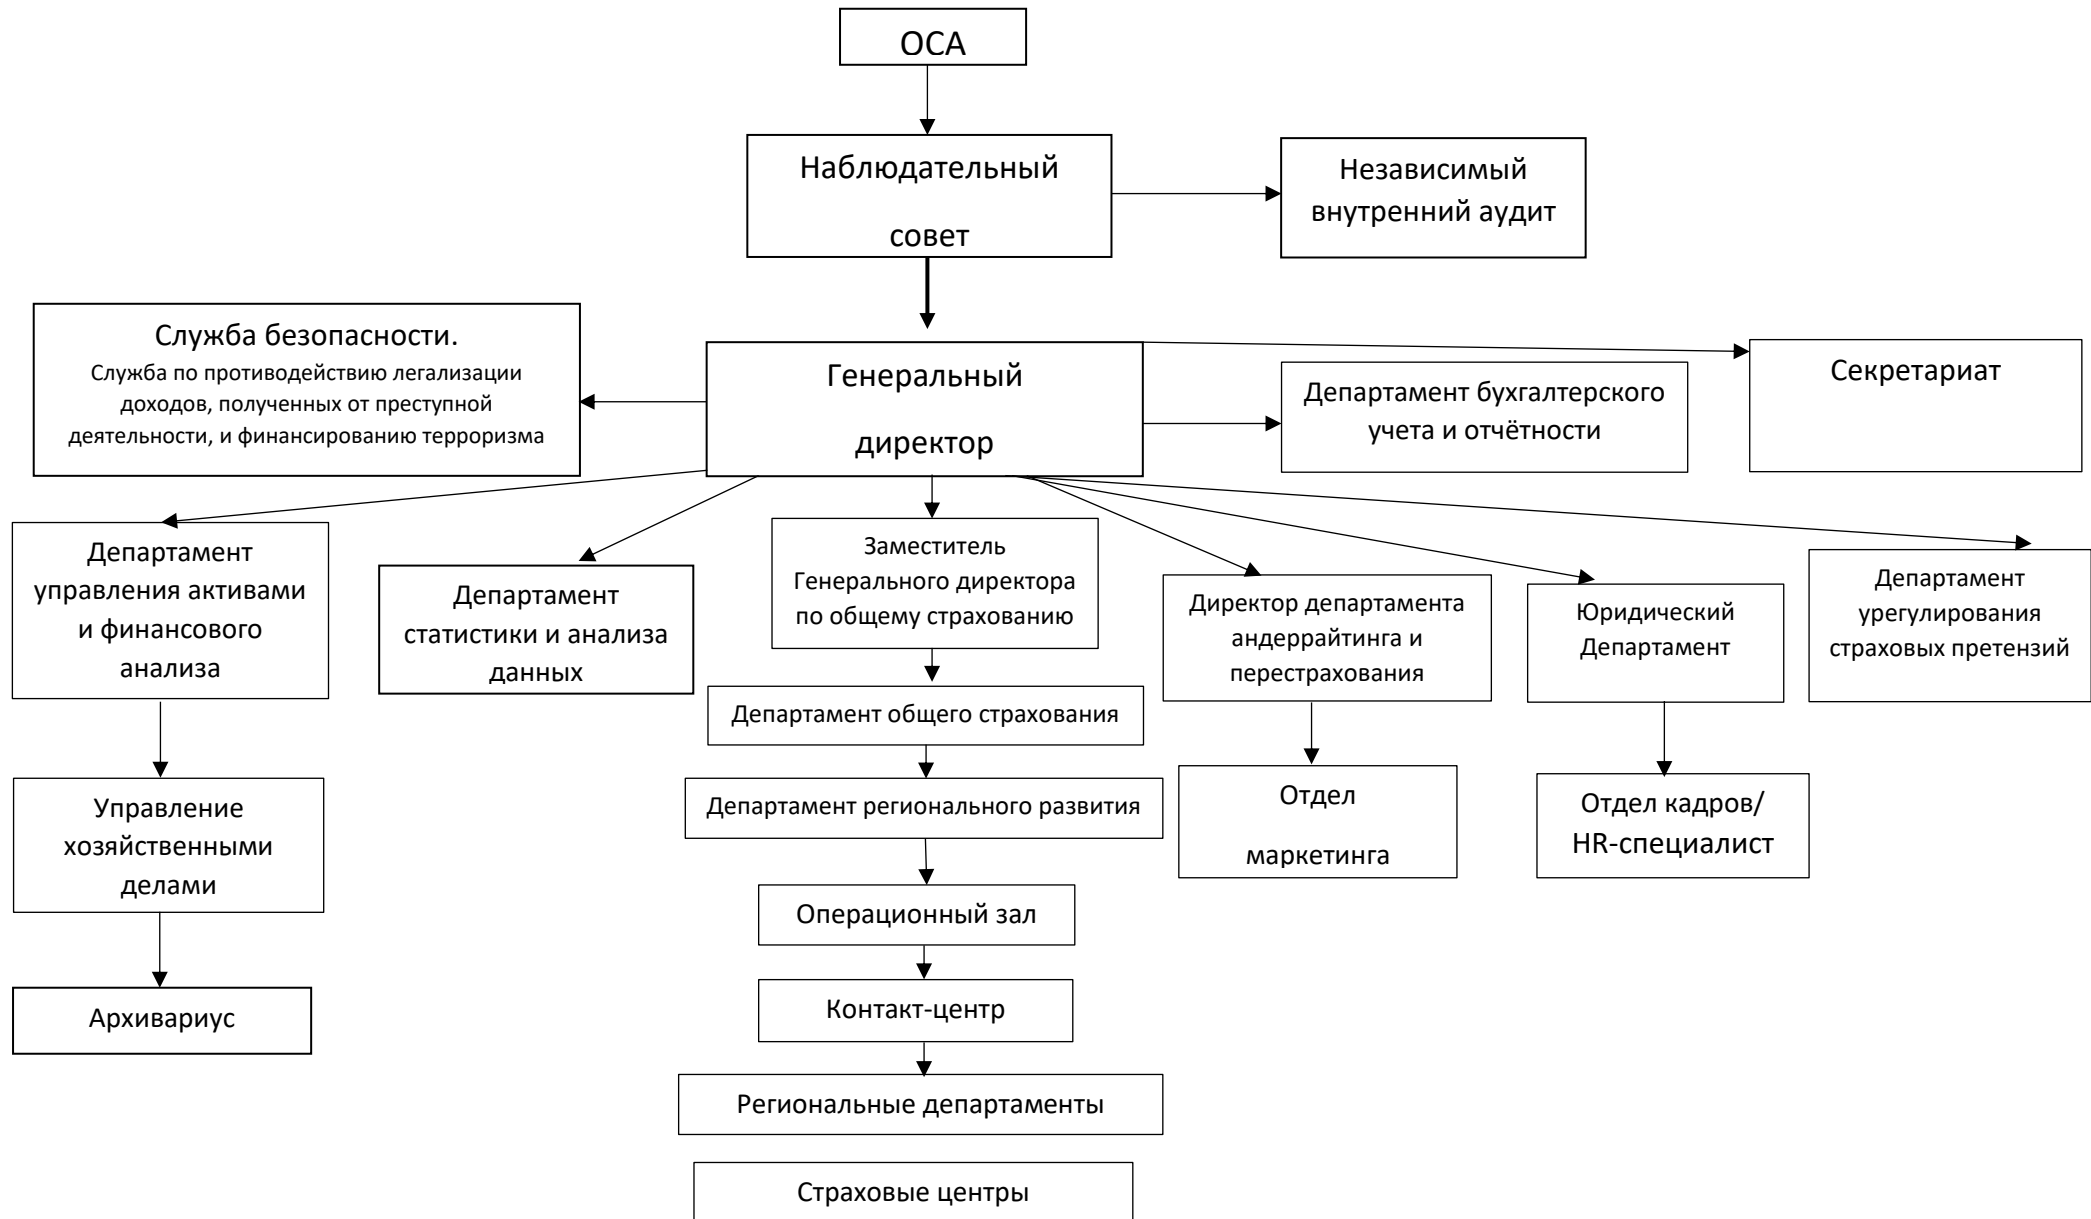 ОСА
Наблюдательный
совет
Независимый
внутренний аудит
Служба безопасности.
Служба по противодействию легализации
доходов, полученных от преступной
деятельности, и финансированию терроризма
Генеральный
директор
Департамент бухгалтерского
учета и отчётности
Секретариат
Департамент
управления активами
и финансового
анализа
Департамент
статистики и анализа
данных
Заместитель
Генерального директора
по общему страхованию
Директор департамента
андеррайтинга и
перестрахования
Юридический
Департамент
Департамент
урегулирования
страховых претензий
Департамент общего страхования
Департамент регионального развития
Управление
хозяйственными
делами
Отдел
маркетинга
Отдел кадров/
HR-специалист
Операционный зал
Архивариус
Контакт-центр
Региональные департаменты
Страховые центры